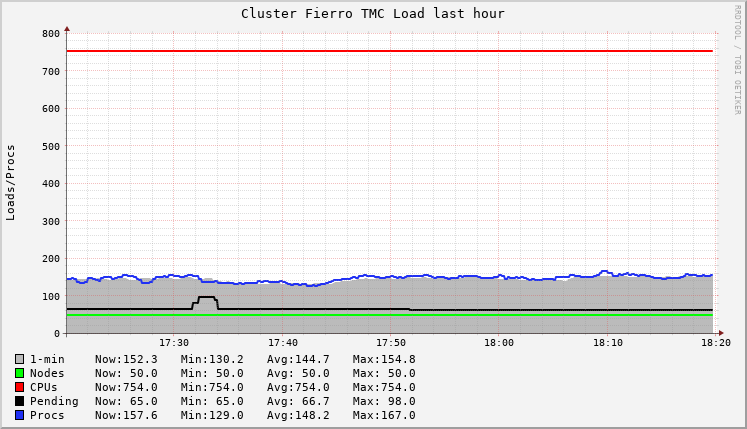 Cluster Fierro TMC Load last hour
RRDTOOL / TOBI OETIKER
Loads/Procs
800
700
600
500
400
300
200
100
0
17:30 17:40 17:50 18:00 18:10 18:20
1-min Now:152.3 Min:130.2 Avg:144.7 Max:154.8
Nodes Now: 50.0 Min: 50.0 Avg: 50.0 Max: 50.0
CPUs Now:754.0 Min:754.0 Avg:754.0 Max:754.0
Pending Now: 65.0 Min: 65.0 Avg: 66.7 Max: 98.0
Procs Now:157.6 Min:129.0 Avg:148.2 Max:167.0